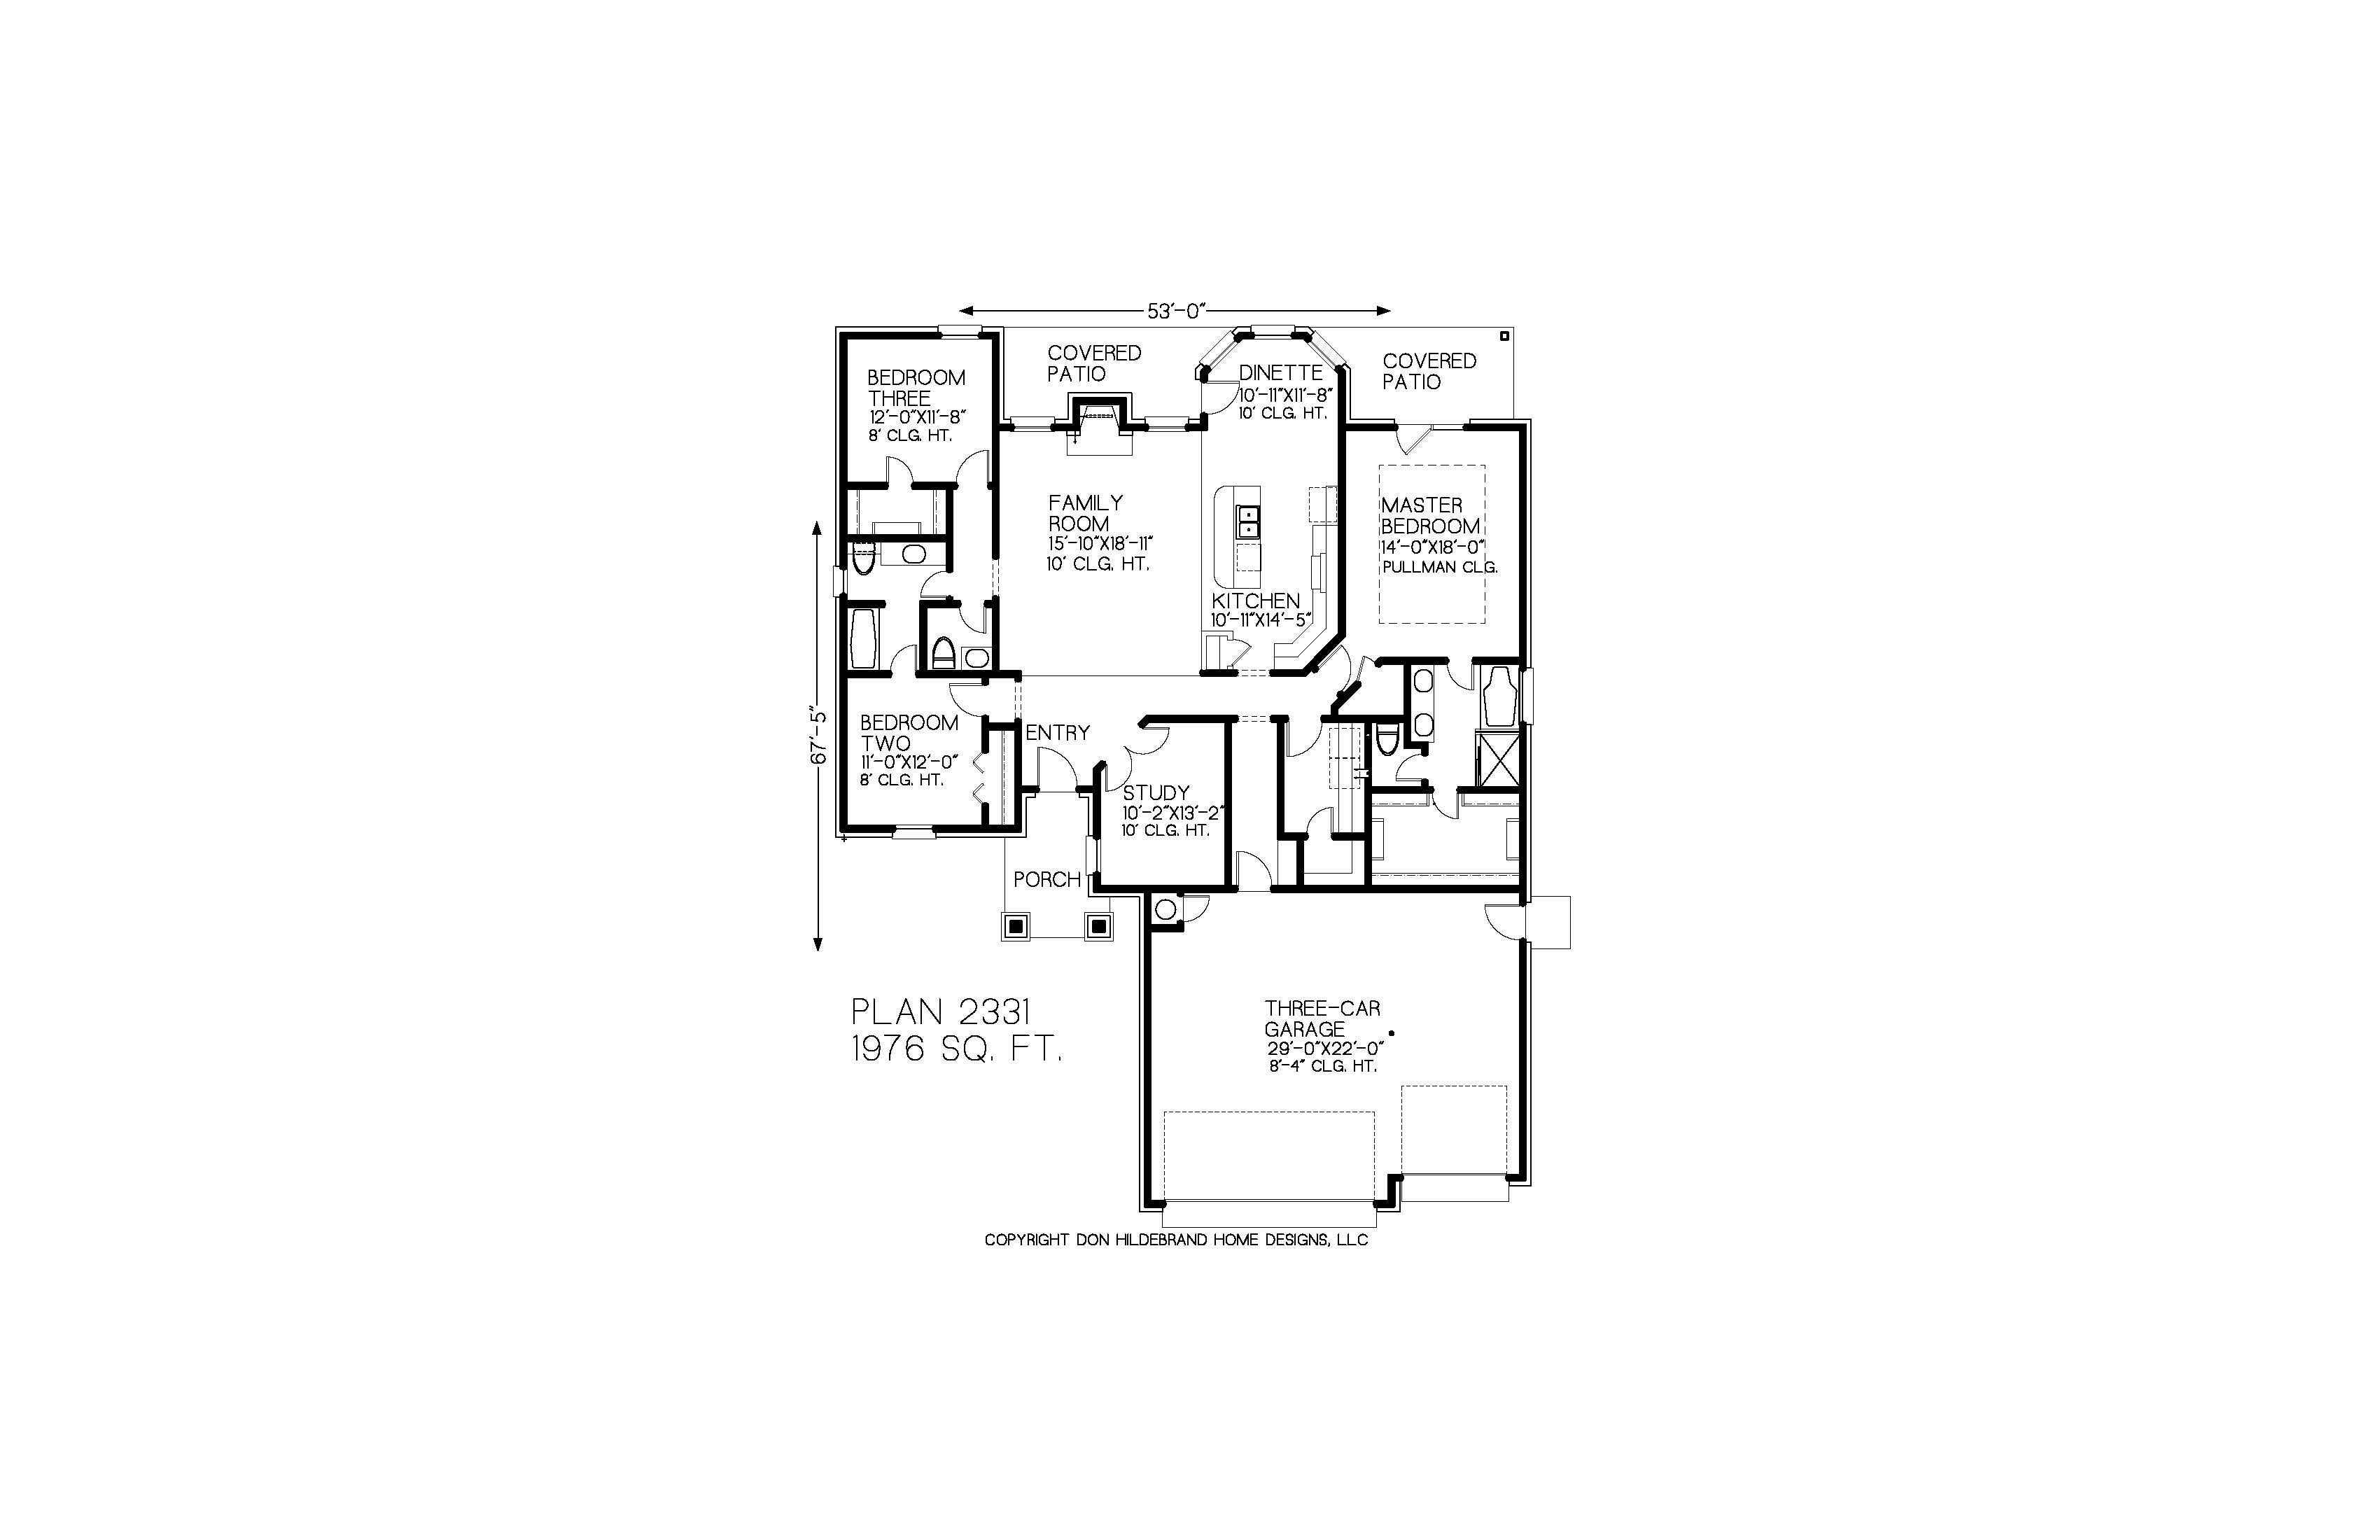 53'-0"
COVERED
PATIO
DINETTE
10'-11"X11'-8"
10' CLG. HT.
COVERED
PATIO
BEDROOM
THREE
12'-0"X11'-8"
8' CLG. HT.
FAMILY
ROOM
15'-10"X18'-11"
10' CLG. HT.
MASTER
BEDROOM
14'-0"X18'-0"
PULLMAN CLG.
KITCHEN
10'-11"X14'-5"
67'-5"
BEDROOM
TWO
11'-0"X12'-0"
8' CLG. HT.
ENTRY
STUDY
10'-2"X13'-2"
10' CLG. HT.
PORCH
PLAN 2331
1976 SQ. FT.
THREE-CAR
GARAGE
29'-0"X22'-0"
8'-4" CLG. HT.
COPYRIGHT DON HILDEBRAND HOME DESIGNS, LLC